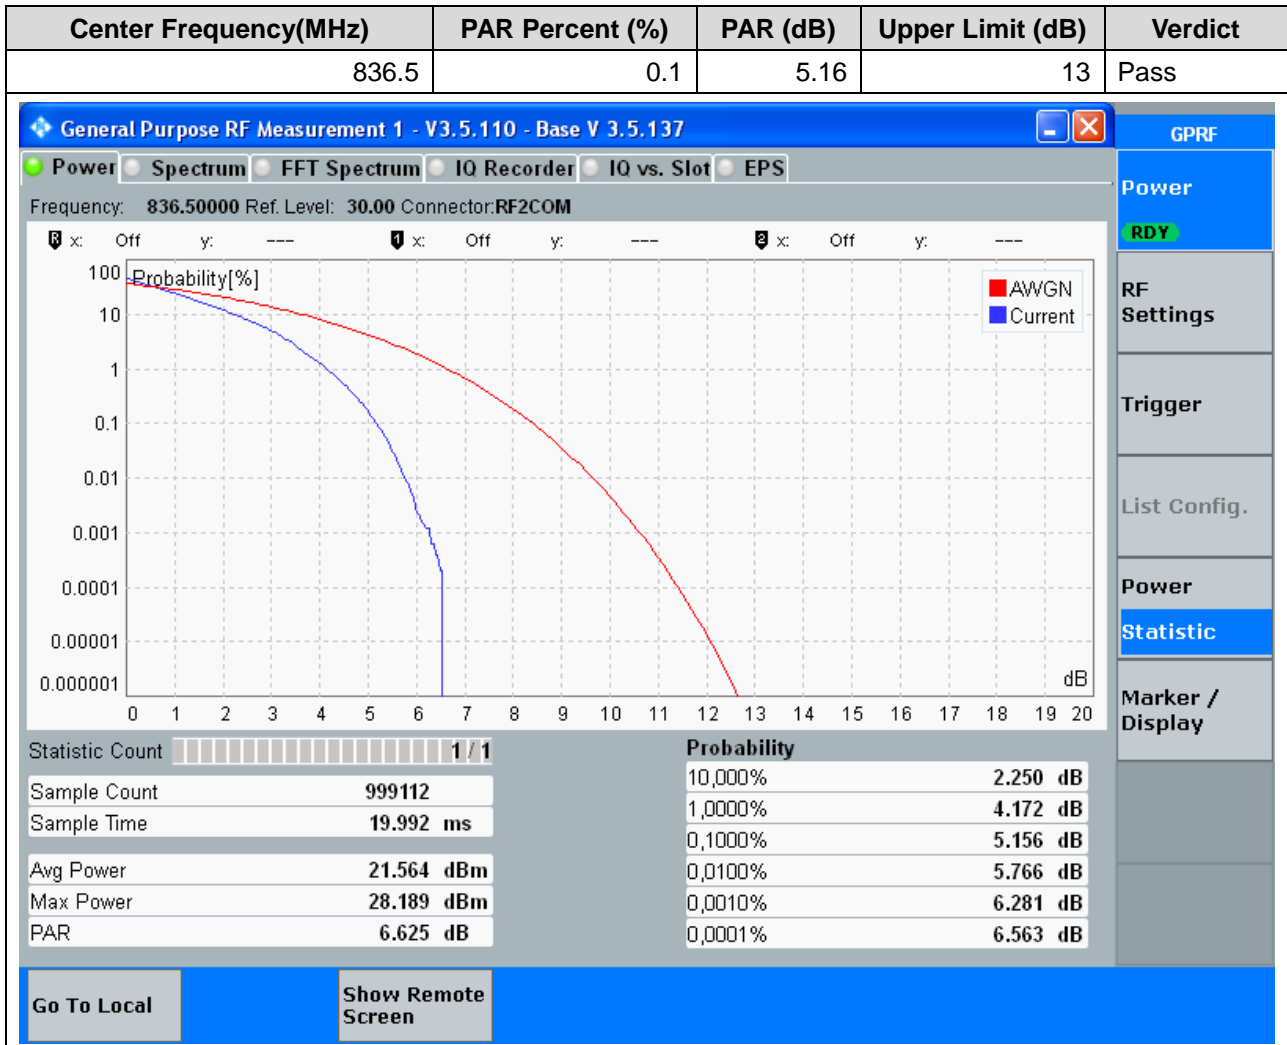 Center Frequency(MHz) PAR Percent (%) PAR (dB) Upper Limit (dB) Verdict
836.5 0.1 5.16 13 Pass
General Purpose RF Measurement 1 - V3.5.110 - Base V 3.5.137
GPRF
Power Spectrum FFT Spectrum IQ Recorder IQ vs. Slot EPS
Power
RDY
Frequency: 836.50000 Ref. Level: 30.00 Connector:RF2COM
R x: Off y: --- 1 x: Off y: --- 2 x: Off y: ---
Probability[%]
AWGN
Current
100
10
1
0.1
0.01
0.001
0.0001
0.00001
0.000001
dB
0 1 2 3 4 5 6 7 8 9 10 11 12 13 14 15 16 17 18 19 20
RF
Settings
Trigger
List Config.
Power
Statistic
Marker /
Display
Statistic Count 1 / 1
Sample Count 999112
Sample Time 19.992 ms
Avg Power 21.564 dBm
Max Power 28.189 dBm
PAR 6.625 dB
Probability
10,000% 2.250 dB
1,0000% 4.172 dB
0,1000% 5.156 dB
0,0100% 5.766 dB
0,0010% 6.281 dB
0,0001% 6.563 dB
Go To Local
Show Remote
Screen